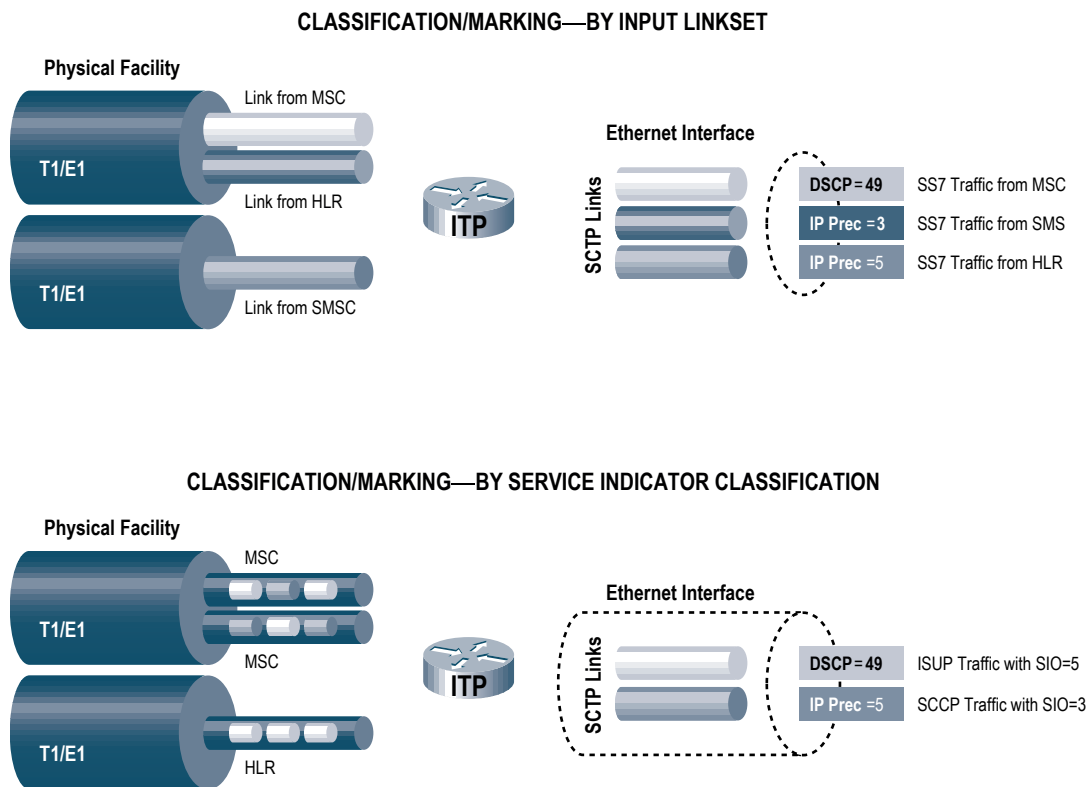 CLASSIFICATION/MARKING—BY INPUT LINKSET
Physical Facility
Link from MSC
T1/E1
Link from HLR
T1/E1
Link from SMSC
ITP
Ethernet Interface
SCTP Links
DSCP = 49 SS7 Traffic from MSC
IP Prec =3 SS7 Traffic from SMS
IP Prec =5 SS7 Traffic from HLR
CLASSIFICATION/MARKING—BY SERVICE INDICATOR CLASSIFICATION
Physical Facility
MSC
T1/E1
MSC
T1/E1
HLR
ITP
Ethernet Interface
SCTP Links
DSCP = 49 ISUP Traffic with SIO=5
IP Prec =5 SCCP Traffic with SIO=3